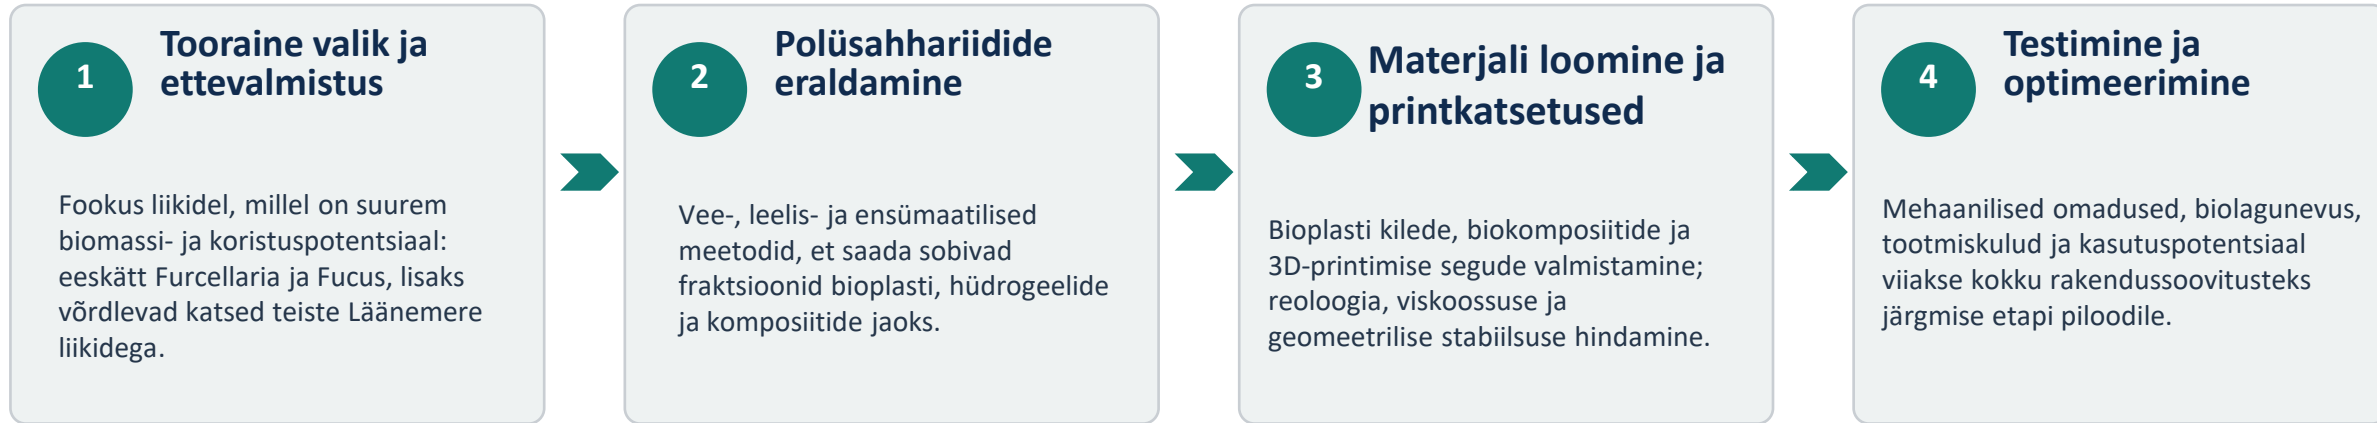 1
Tooraine valik ja
ettevalmistus
Fookus liikidel, millel on suurem
biomassi- ja koristuspotentsiaal:
eeskätt Furcellaria ja Fucus, lisaks
võrdlevad katsed teiste Läänemere
liikidega.
2
Polüsahhariidide
eraldamine
Vee-, leelis- ja ensümaatilised
meetodid, et saada sobivad
fraktsioonid bioplasti, hüdrogeelide
ja komposiitide jaoks.
3
Materjali loomine ja
printkatsetused
Bioplasti kilede, biokomposiitide ja
3D-printimise segude valmistamine;
reoloogia, viskoossuse ja
geomeetrilise stabiilsuse hindamine.
4
Testimine ja
optimeerimine
Mehaanilised omadused, biolagunevus,
tootmiskulud ja kasutuspotentsiaal
viiakse kokku rakendussoovitusteks
järgmise etapi piloodile.